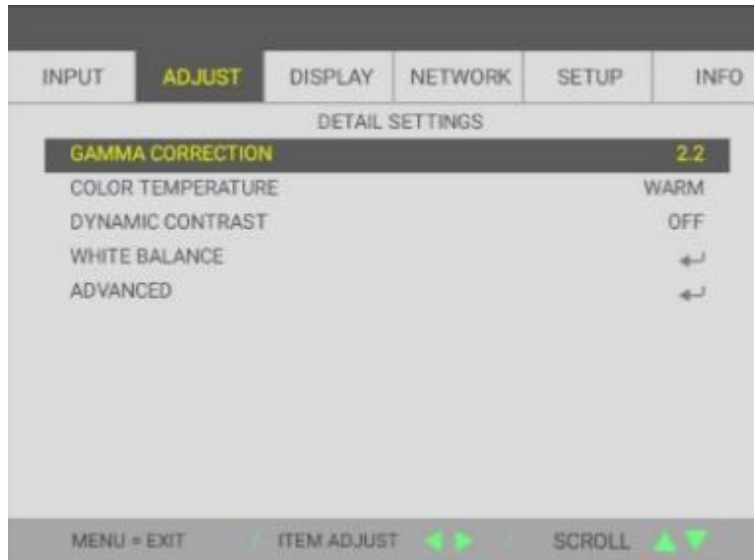 INPUT ADJUST DISPLAY NETWORK SETUP INFO
DETAIL SETTINGS
GAMMA CORRECTION 2.2
COLOR TEMPERATURE WARM
DYNAMIC CONTRAST OFF
WHITE BALANCE
ADVANCED
MENU = EXIT / ITEM ADJUST ◀ ▶ / SCROLL ▲ ▼